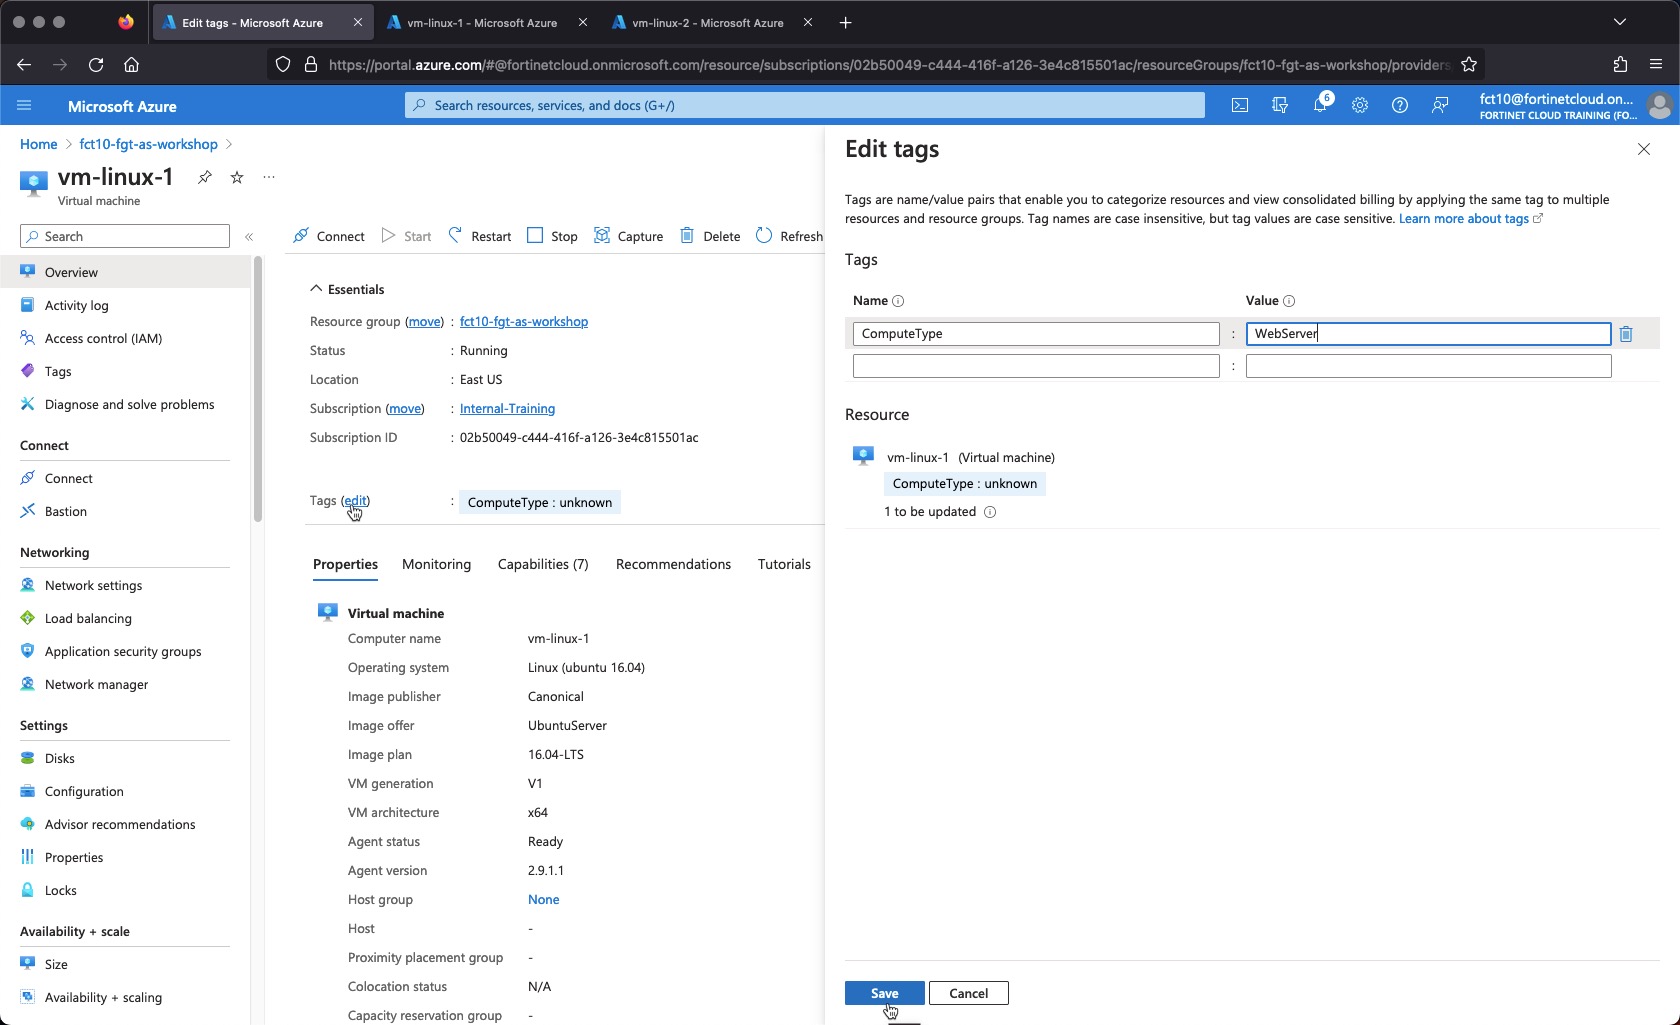 Edit tags - Microsoft Azure
vm-linux-1 - Microsoft Azure
vm-linux-2 - Microsoft Azure
https://portal.azure.com/#@fortinetcloud.onmicrosoft.com/resource/subscriptions/02b50049-c444-416f-a126-3e4c815501ac/resourceGroups/fct10-fgt-as-workshop/providers
Microsoft Azure
Search resources, services, and docs (G+/)
6
fct10@fortinetcloud.on...
FORTINET CLOUD TRAINING (FO...
Home > fct10-fgt-as-workshop >
vm-linux-1
Virtual machine
Search
Overview
Activity log
Access control (IAM)
Tags
Diagnose and solve problems
Connect
Connect
Bastion
Networking
Network settings
Load balancing
Application security groups
Network manager
Settings
Disks
Configuration
Advisor recommendations
Properties
Locks
Availability + scale
Size
Availability + scaling
Connect Start Restart Stop Capture Delete Refresh
Essentials
Resource group (move) : fct10-fgt-as-workshop
Status : Running
Location : East US
Subscription (move) : Internal-Training
Subscription ID : 02b50049-c444-416f-a126-3e4c815501ac
Tags (edit) : ComputeType : unknown
Properties Monitoring Capabilities (7) Recommendations Tutorials
Virtual machine
Computer name vm-linux-1
Operating system Linux (ubuntu 16.04)
Image publisher Canonical
Image offer UbuntuServer
Image plan 16.04-LTS
VM generation V1
VM architecture x64
Agent status Ready
Agent version 2.9.1.1
Host group None
Host -
Proximity placement group -
Colocation status N/A
Capacity reservation group -
Edit tags
Tags are name/value pairs that enable you to categorize resources and view consolidated billing by applying the same tag to multiple
resources and resource groups. Tag names are case insensitive, but tag values are case sensitive. Learn more about tags
Tags
Name Value
ComputeType : WebServer
:
Resource
vm-linux-1 (Virtual machine)
ComputeType : unknown
1 to be updated
Save Cancel